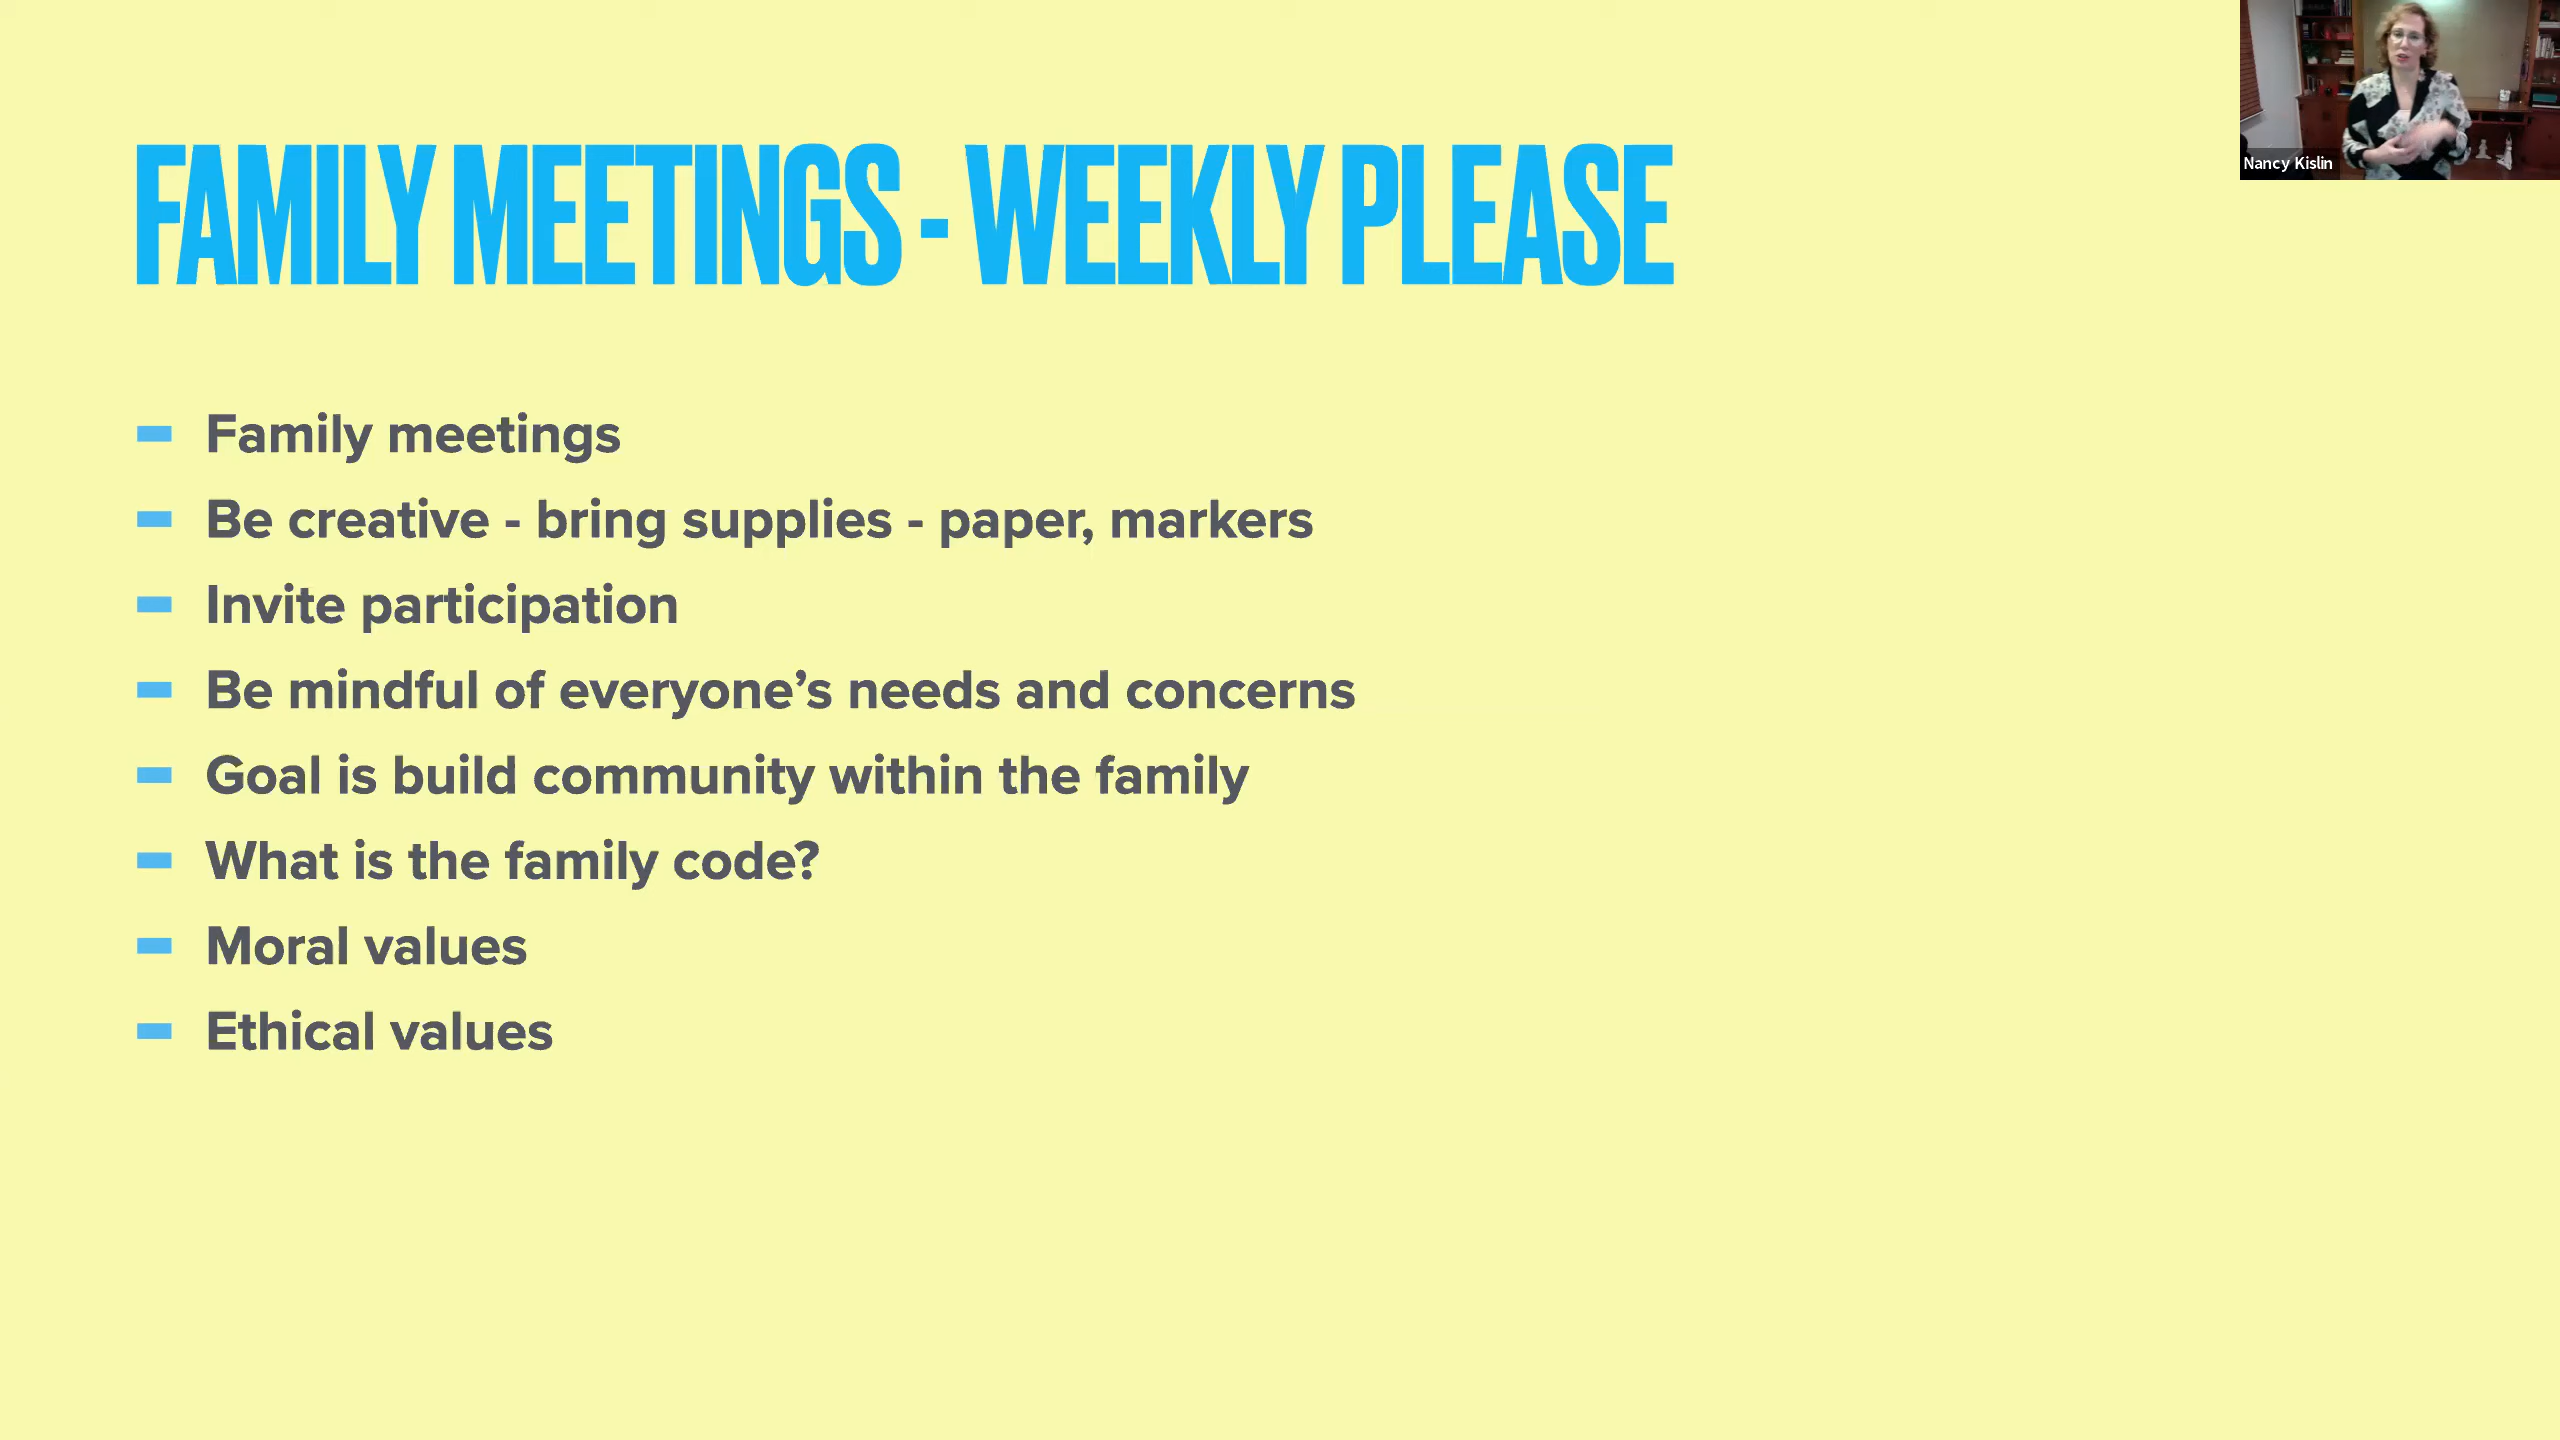 FAMILY MEETINGS - WEEKLY PLEASE
Nancy Kislin
Family meetings
Be creative - bring supplies - paper, markers
Invite participation
Be mindful of everyone’s needs and concerns
Goal is build community within the family
What is the family code?
Moral values
Ethical values